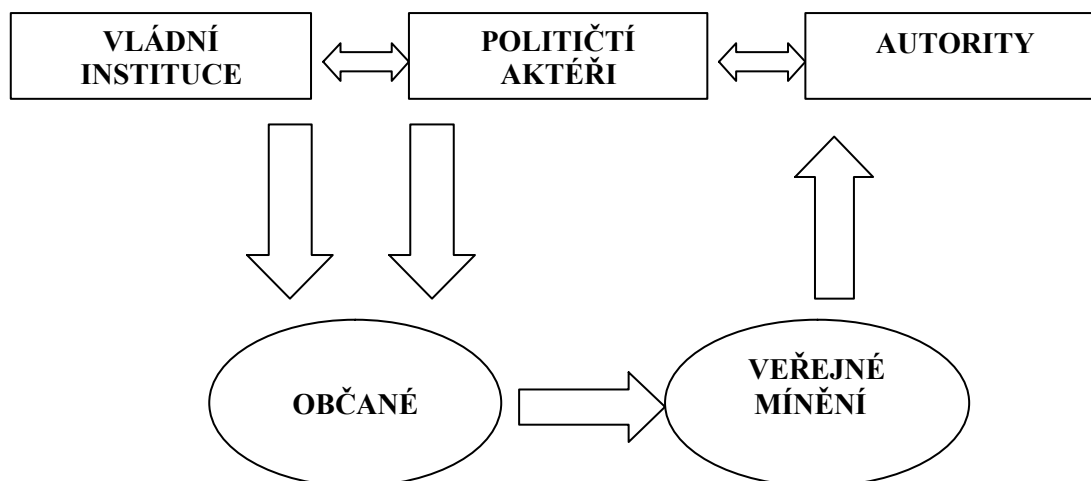 VLÁDNÍ
INSTITUCE
POLITIČTÍ
AKTÉŘI
AUTORITY
OBČANÉ
VEŘEJNÉ
MÍNĚNÍ